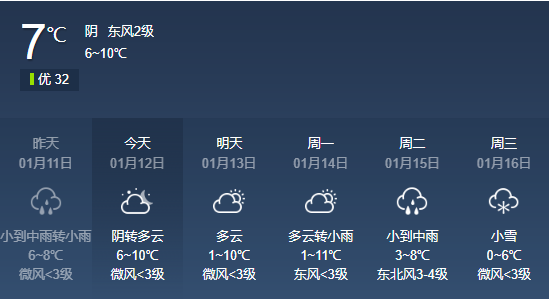 7℃
阴 东风2级
6~10℃
优 32
昨天 今天 明天 周一 周二 周三
01月11日 01月12日 01月13日 01月14日 01月15日 01月16日
小到中雨转小雨 阴转多云 多云 多云转小雨 小到中雨 小雪
6~8℃ 6~10℃ 1~10℃ 1~11℃ 3~8℃ 0~6℃
微风<3级 微风<3级 微风<3级 东风<3级 东北风3-4级 微风<3级